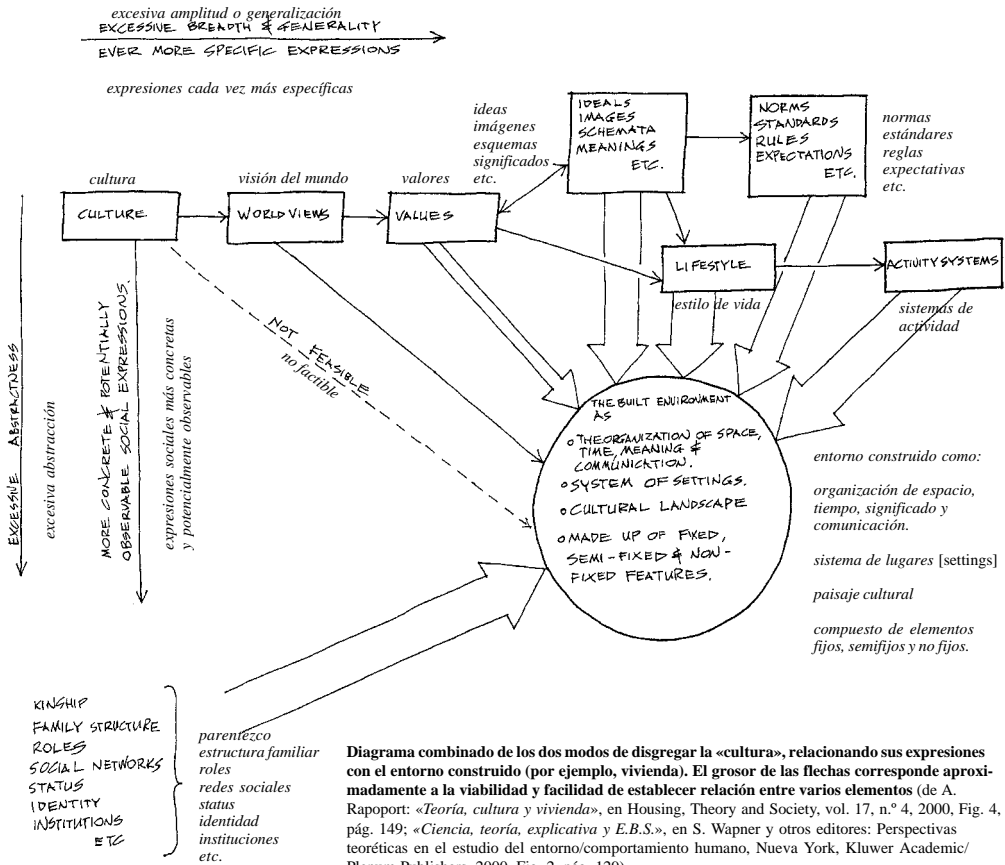 excesiva amplitud o generalización
EXCESSIVE BREADTH & GENERALITY
EVER MORE SPECIFIC EXPRESSIONS
expresiones cada vez más específicas
ideas
imágenes
esquemas
significados
etc.
IDEALS
IMAGES
SCHEMATA
MEANINGS
ETC.
NORMS
STANDARDS
RULES
EXPECTATIONS
ETC.
normas
estándares
reglas
expectativas
etc.
cultura
visión del mundo
valores
CULTURE
WORLD VIEWS
VALUES
LIFESTYLE
ACTIVITY SYSTEMS
estilo de vida
sistemas de
actividad
EXCESSIVE ABSTRACTNESS
excesiva abstracción
MORE CONCRETE & POTENTIALLY
OBSERVABLE SOCIAL EXPRESSIONS.
expresiones sociales más concretas
y potencialmente observables
NOT FEASIBLE
no factible
THE BUILT ENVIRONMENT
AS
o THE ORGANIZATION OF SPACE,
TIME, MEANING &
COMMUNICATION.
o SYSTEM OF SETTINGS.
o CULTURAL LANDSCAPE
o MADE UP OF FIXED,
SEMI-FIXED & NON-
FIXED FEATURES.
entorno construido como:
organización de espacio,
tiempo, significado y
comunicación.
sistema de lugares [settings]
paisaje cultural
compuesto de elementos
fijos, semifijos y no fijos.
KINSHIP
FAMILY STRUCTURE
ROLES
SOCIAL NETWORKS
STATUS
IDENTITY
INSTITUTIONS
ETC
parentezco
estructura familiar
roles
redes sociales
status
identidad
instituciones
etc.
Diagrama combinado de los dos modos de disgregar la «cultura», relacionando sus expresiones
con el entorno construido (por ejemplo, vivienda). El grosor de las flechas corresponde aproxi-
madamente a la viabilidad y facilidad de establecer relación entre varios elementos (de A.
Rapoport: «Teoría, cultura y vivienda», en Housing, Theory and Society, vol. 17, n.º 4, 2000, Fig. 4,
pág. 149; «Ciencia, teoría, explicativa y E.B.S.», en S. Wapner y otros editores: Perspectivas
teoréticas en el estudio del entorno/comportamiento humano, Nueva York, Kluwer Academic/
Plenum Publishers, 2000, Fig. 2, pág. 129)